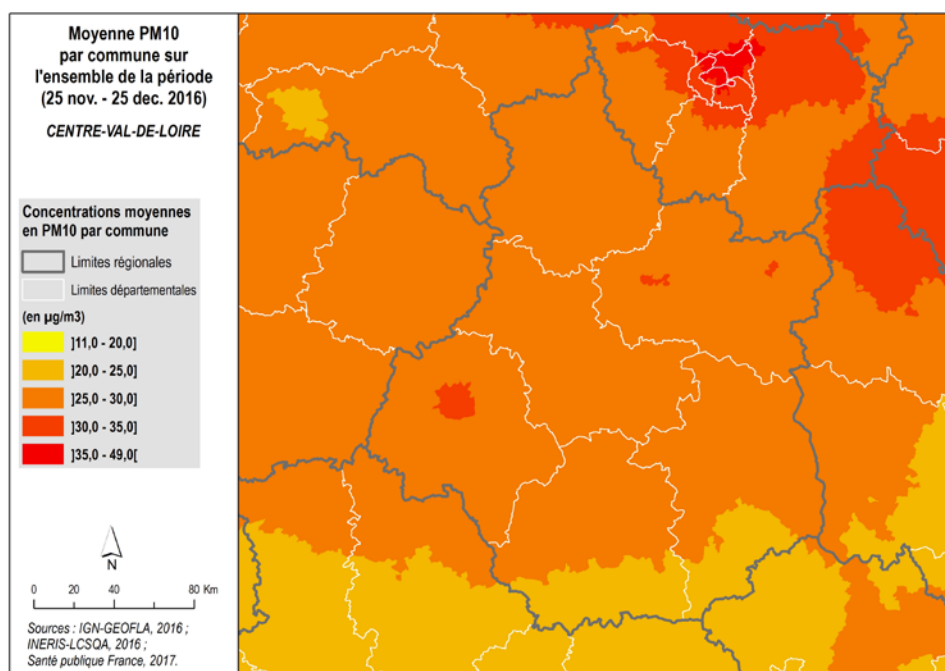 Moyenne PM10
par commune sur
l'ensemble de la période
(25 nov. - 25 dec. 2016)
CENTRE-VAL-DE-LOIRE
Concentrations moyennes
en PM10 par commune
Limites régionales
Limites départementales
(en µg/m3)
]11,0 - 20,0]
]20,0 - 25,0]
]25,0 - 30,0]
]30,0 - 35,0]
]35,0 - 49,0[
N
0 40 80 Km
Sources : IGN-GEOFLA, 2016 ;
INERIS-LCSQA, 2016 ;
Santé publique France, 2017.